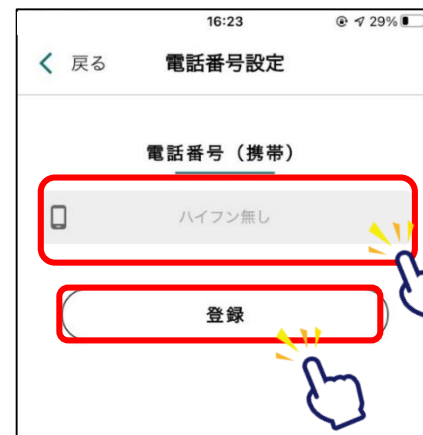 16:23 29%
戻る 電話番号設定
電話番号（携帯）
ハイフン無し
登録